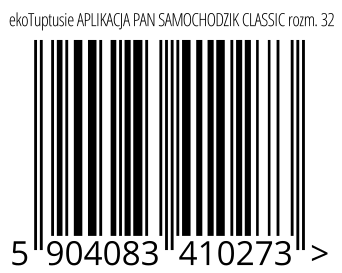 ekoTuptusie APLIKACJA PAN SAMOCHODZIK CLASSIC rozm. 32
5 904083 410273 >